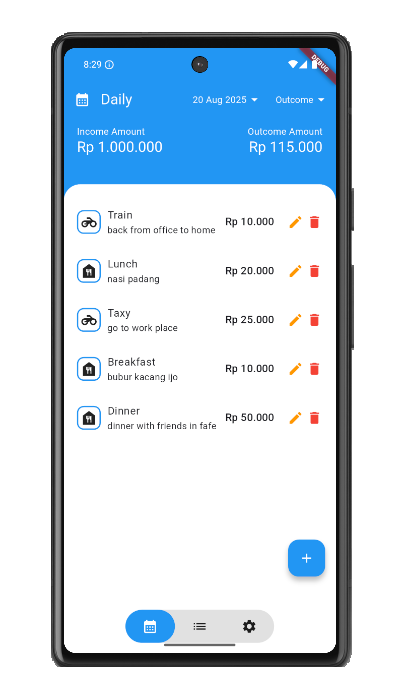 8:29
DEBUG
Daily
20 Aug 2025
Outcome
Income Amount
Outcome Amount
Rp 1.000.000
Rp 115.000
Train
back from office to home
Rp 10.000
Lunch
nasi padang
Rp 20.000
Taxy
go to work place
Rp 25.000
Breakfast
bubur kacang ijo
Rp 10.000
Dinner
dinner with friends in fafe
Rp 50.000
+